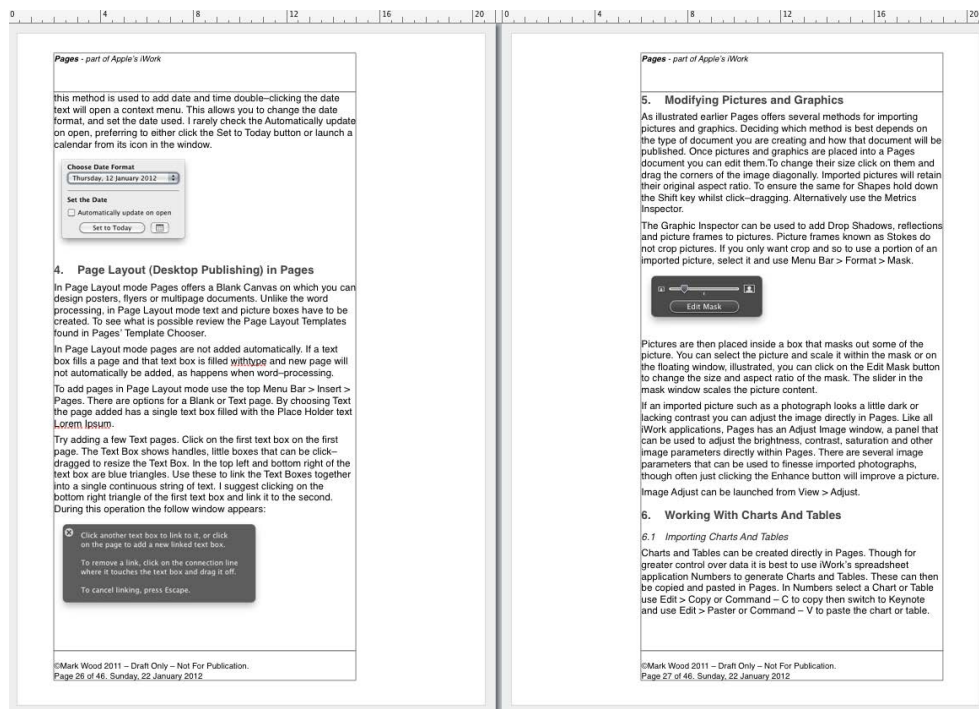 0 4 8 12 16 20 0 4 8 12 16 20
Pages - part of Apple's iWork
this method is used to add date and time double–clicking the date
text will open a context menu. This allows you to change the date
format, and set the date used. I rarely check the Automatically update
on open, preferring to either click the Set to Today button or launch a
calendar from its icon in the window.
Choose Date Format
Thursday, 12 January 2012
Set the Date
Automatically update on open
Set to Today
4. Page Layout (Desktop Publishing) in Pages
In Page Layout mode Pages offers a Blank Canvas on which you can
design posters, flyers or multipage documents. Unlike the word
processing, in Page Layout mode text and picture boxes have to be
created. To see what is possible review the Page Layout Templates
found in Pages' Template Chooser.
In Page Layout mode pages are not added automatically. If a text
box fills a page and that text box is filled withtype and new page will
not automatically be added, as happens when word–processing.
To add pages in Page Layout mode use the top Menu Bar > Insert >
Pages. There are options for a Blank or Text page. By choosing Text
the page added has a single text box filled with the Place Holder text
Lorem Ipsum.
Try adding a few Text pages. Click on the first text box on the first
page. The Text Box shows handles, little boxes that can be click–
dragged to resize the Text Box. In the top left and bottom right of the
text box are blue triangles. Use these to link the Text Boxes together
into a single continuous string of text. I suggest clicking on the
bottom right triangle of the first text box and link it to the second.
During this operation the follow window appears:
Click another text box to link to it, or click
on the page to add a new linked text box.
To remove a link, click on the connection line
where it touches the text box and drag it off.
To cancel linking, press Escape.
©Mark Wood 2011 – Draft Only – Not For Publication.
Page 26 of 46. Sunday, 22 January 2012
Pages - part of Apple's iWork
5. Modifying Pictures and Graphics
As illustrated earlier Pages offers several methods for importing
pictures and graphics. Deciding which method is best depends on
the type of document you are creating and how that document will be
published. Once pictures and graphics are placed into a Pages
document you can edit them.To change their size click on them and
drag the corners of the image diagonally. Imported pictures will retain
their original aspect ratio. To ensure the same for Shapes hold down
the Shift key whilst click–dragging. Alternatively use the Metrics
Inspector.
The Graphic Inspector can be used to add Drop Shadows, reflections
and picture frames to pictures. Picture frames known as Stokes do
not crop pictures. If you only want crop and so to use a portion of an
imported picture, select it and use Menu Bar > Format > Mask.
Edit Mask
Pictures are then placed inside a box that masks out some of the
picture. You can select the picture and scale it within the mask or on
the floating window, illustrated, you can click on the Edit Mask button
to change the size and aspect ratio of the mask. The slider in the
mask window scales the picture content.
If an imported picture such as a photograph looks a little dark or
lacking contrast you can adjust the image directly in Pages. Like all
iWork applications, Pages has an Adjust Image window, a panel that
can be used to adjust the brightness, contrast, saturation and other
image parameters directly within Pages. There are several image
parameters that can be used to finesse imported photographs,
though often just clicking the Enhance button will improve a picture.
Image Adjust can be launched from View > Adjust.
6. Working With Charts And Tables
6.1 Importing Charts And Tables
Charts and Tables can be created directly in Pages. Though for
greater control over data it is best to use iWork's spreadsheet
application Numbers to generate Charts and Tables. These can then
be copied and pasted in Pages. In Numbers select a Chart or Table
use Edit > Copy or Command – C to copy then switch to Keynote
and use Edit > Paster or Command – V to paste the chart or table.
©Mark Wood 2011 – Draft Only – Not For Publication.
Page 27 of 46. Sunday, 22 January 2012